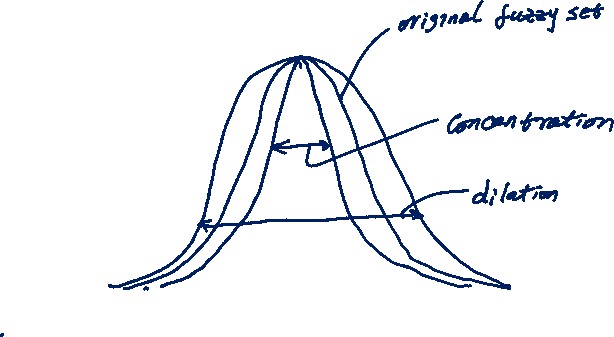 original fuzzy set
Concentration
dilation